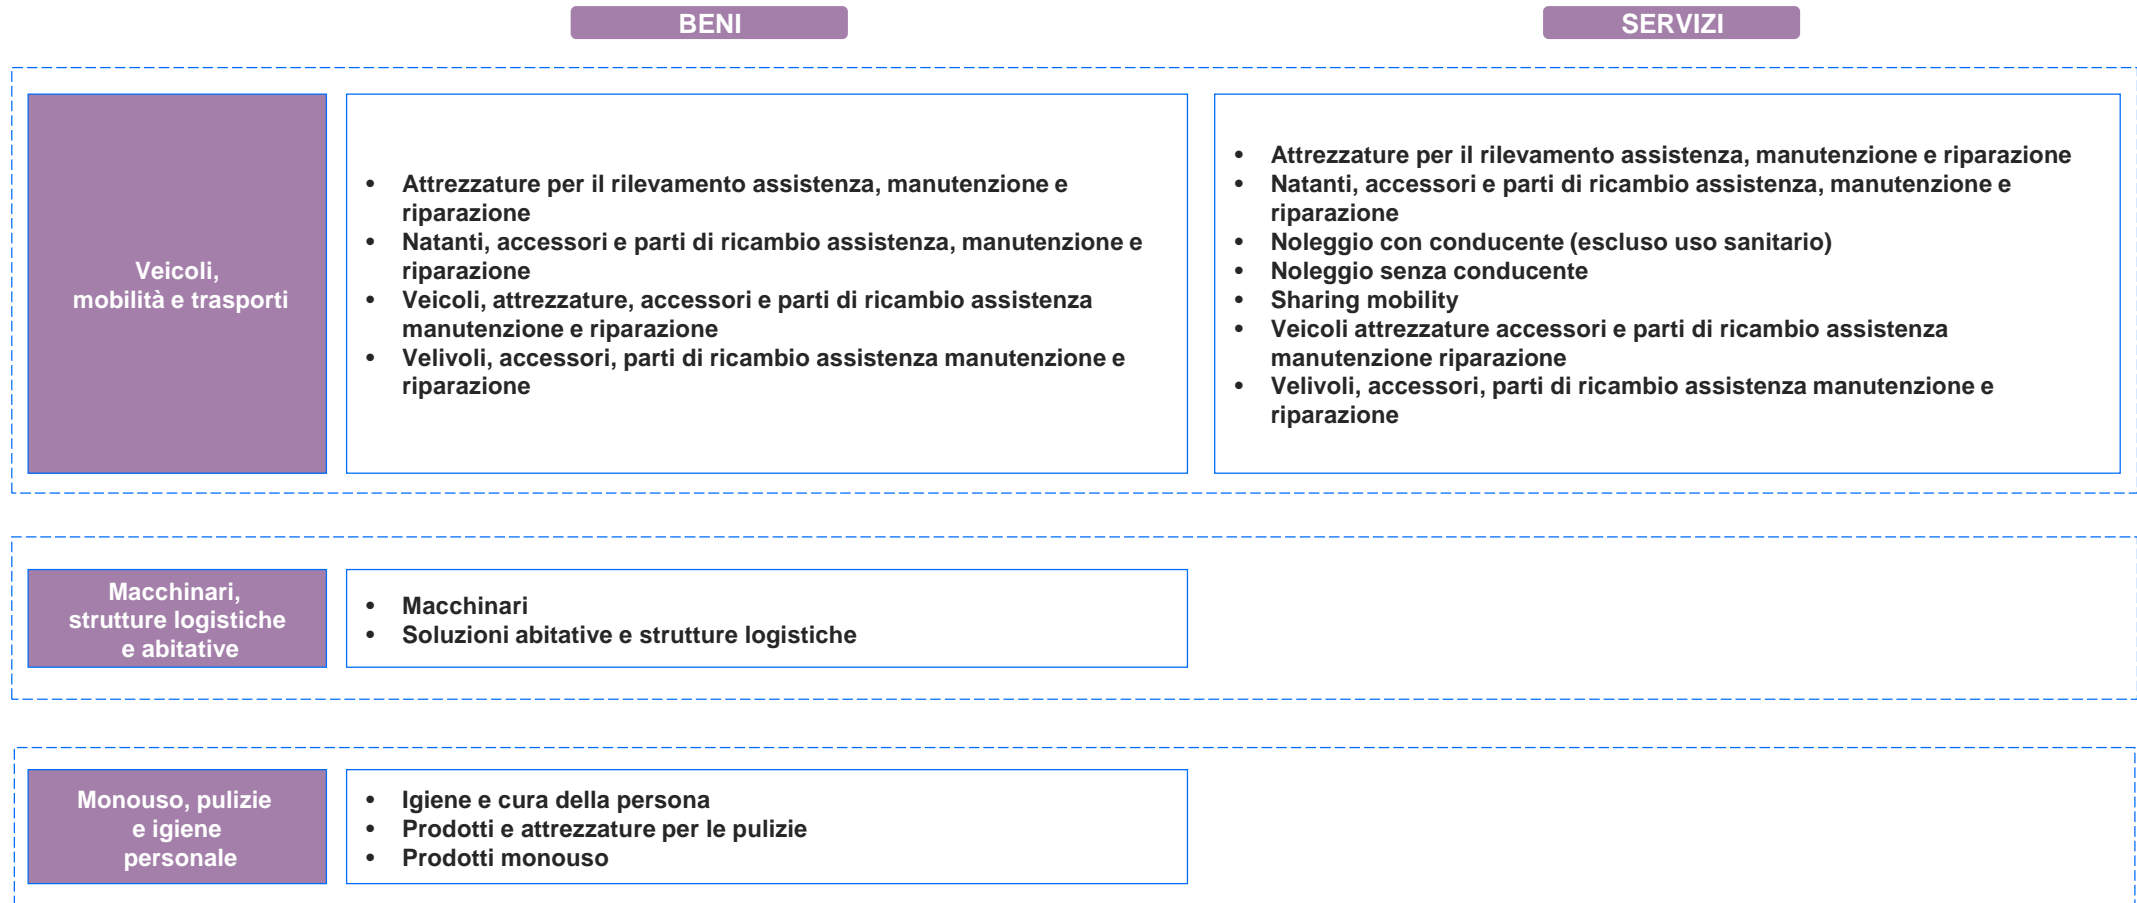 BENI
SERVIZI
Veicoli,
mobilità e trasporti
• Attrezzature per il rilevamento assistenza, manutenzione e
riparazione
• Natanti, accessori e parti di ricambio assistenza, manutenzione e
riparazione
• Veicoli, attrezzature, accessori e parti di ricambio assistenza
manutenzione e riparazione
• Velivoli, accessori, parti di ricambio assistenza manutenzione e
riparazione
• Attrezzature per il rilevamento assistenza, manutenzione e riparazione
• Natanti, accessori e parti di ricambio assistenza, manutenzione e
riparazione
• Noleggio con conducente (escluso uso sanitario)
• Noleggio senza conducente
• Sharing mobility
• Veicoli attrezzature accessori e parti di ricambio assistenza
manutenzione riparazione
• Velivoli, accessori, parti di ricambio assistenza manutenzione e
riparazione
Macchinari,
strutture logistiche
e abitative
• Macchinari
• Soluzioni abitative e strutture logistiche
Monouso, pulizie
e igiene
personale
• Igiene e cura della persona
• Prodotti e attrezzature per le pulizie
• Prodotti monouso